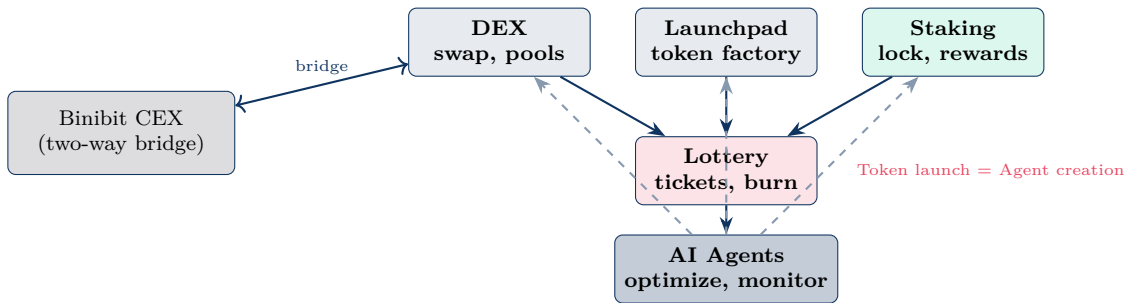 DEX
swap, pools
Launchpad
token factory
Staking
lock, rewards
bridge
Binibit CEX
(two-way bridge)
Lottery
tickets, burn
Token launch = Agent creation
AI Agents
optimize, monitor